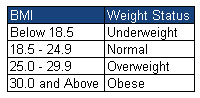 BMI Weight Status
Below 18.5 Underweight
18.5 - 24.9 Normal
25.0 - 29.9 Overweight
30.0 and Above Obese